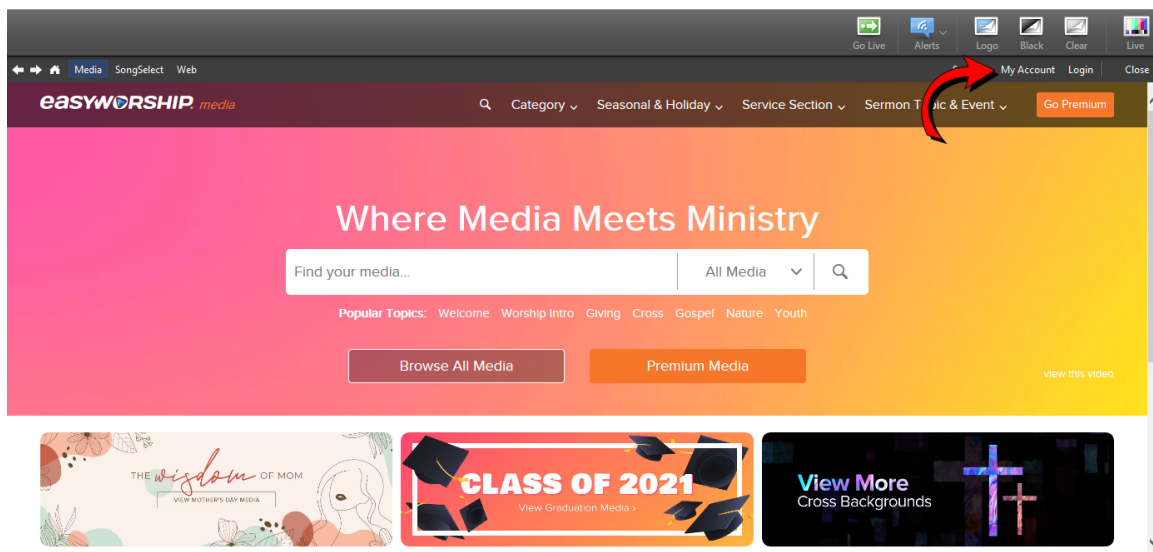 Go Live Alerts Logo Black Clear Live
Media SongSelect Web My Account Login Close
easyworship. media Category Seasonal & Holiday Service Section Sermon Topic & Event Go Premium
Where Media Meets Ministry
Find your media... All Media
Popular Topics: Welcome Worship Intro Giving Cross Gospel Nature Youth
Browse All Media Premium Media
view this video
THE wisdom OF MOM
VIEW MOTHER'S DAY MEDIA
CLASS OF 2021
View Graduation Media ›
View More
Cross Backgrounds